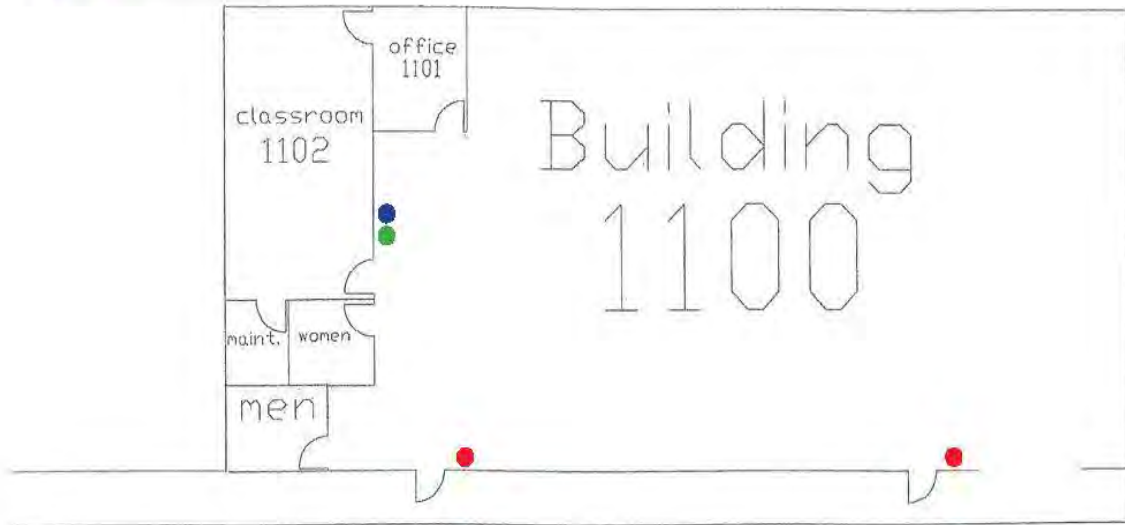 office
1101
classroom
1102
Building
1100
maint.
women
men